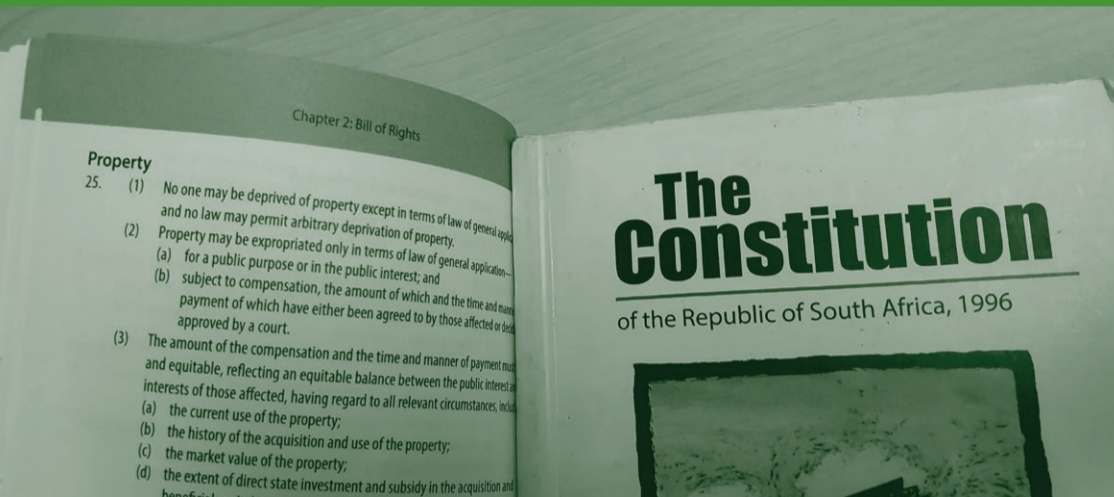 Chapter 2: Bill of Rights
Property
25. (1) No one may be deprived of property except in terms of law of general
and no law may permit arbitrary deprivation of property.
(2) Property may be expropriated only in terms of law of general application—
(a) for a public purpose or in the public interest; and
(b) subject to compensation, the amount of which and the time and
payment of which have either been agreed to by those affected or
approved by a court.
(3) The amount of the compensation and the time and manner of payment
and equitable, reflecting an equitable balance between the public interest
interests of those affected, having regard to all relevant circumstances,
(a) the current use of the property;
(b) the history of the acquisition and use of the property;
(c) the market value of the property;
(d) the extent of direct state investment and subsidy in the acquisition and
The
Constitution
of the Republic of South Africa, 1996